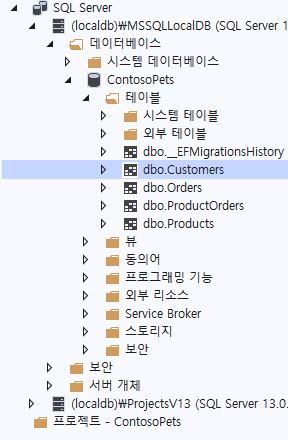 SQL Server
(localdb)₩MSSQLLocalDB (SQL Server 1
데이터베이스
시스템 데이터베이스
ContosoPets
테이블
시스템 테이블
외부 테이블
dbo.__EFMigrationsHistory
dbo.Customers
dbo.Orders
dbo.ProductOrders
dbo.Products
뷰
동의어
프로그래밍 기능
외부 리소스
Service Broker
스토리지
보안
보안
서버 개체
(localdb)₩ProjectsV13 (SQL Server 13.0.
프로젝트 - ContosoPets